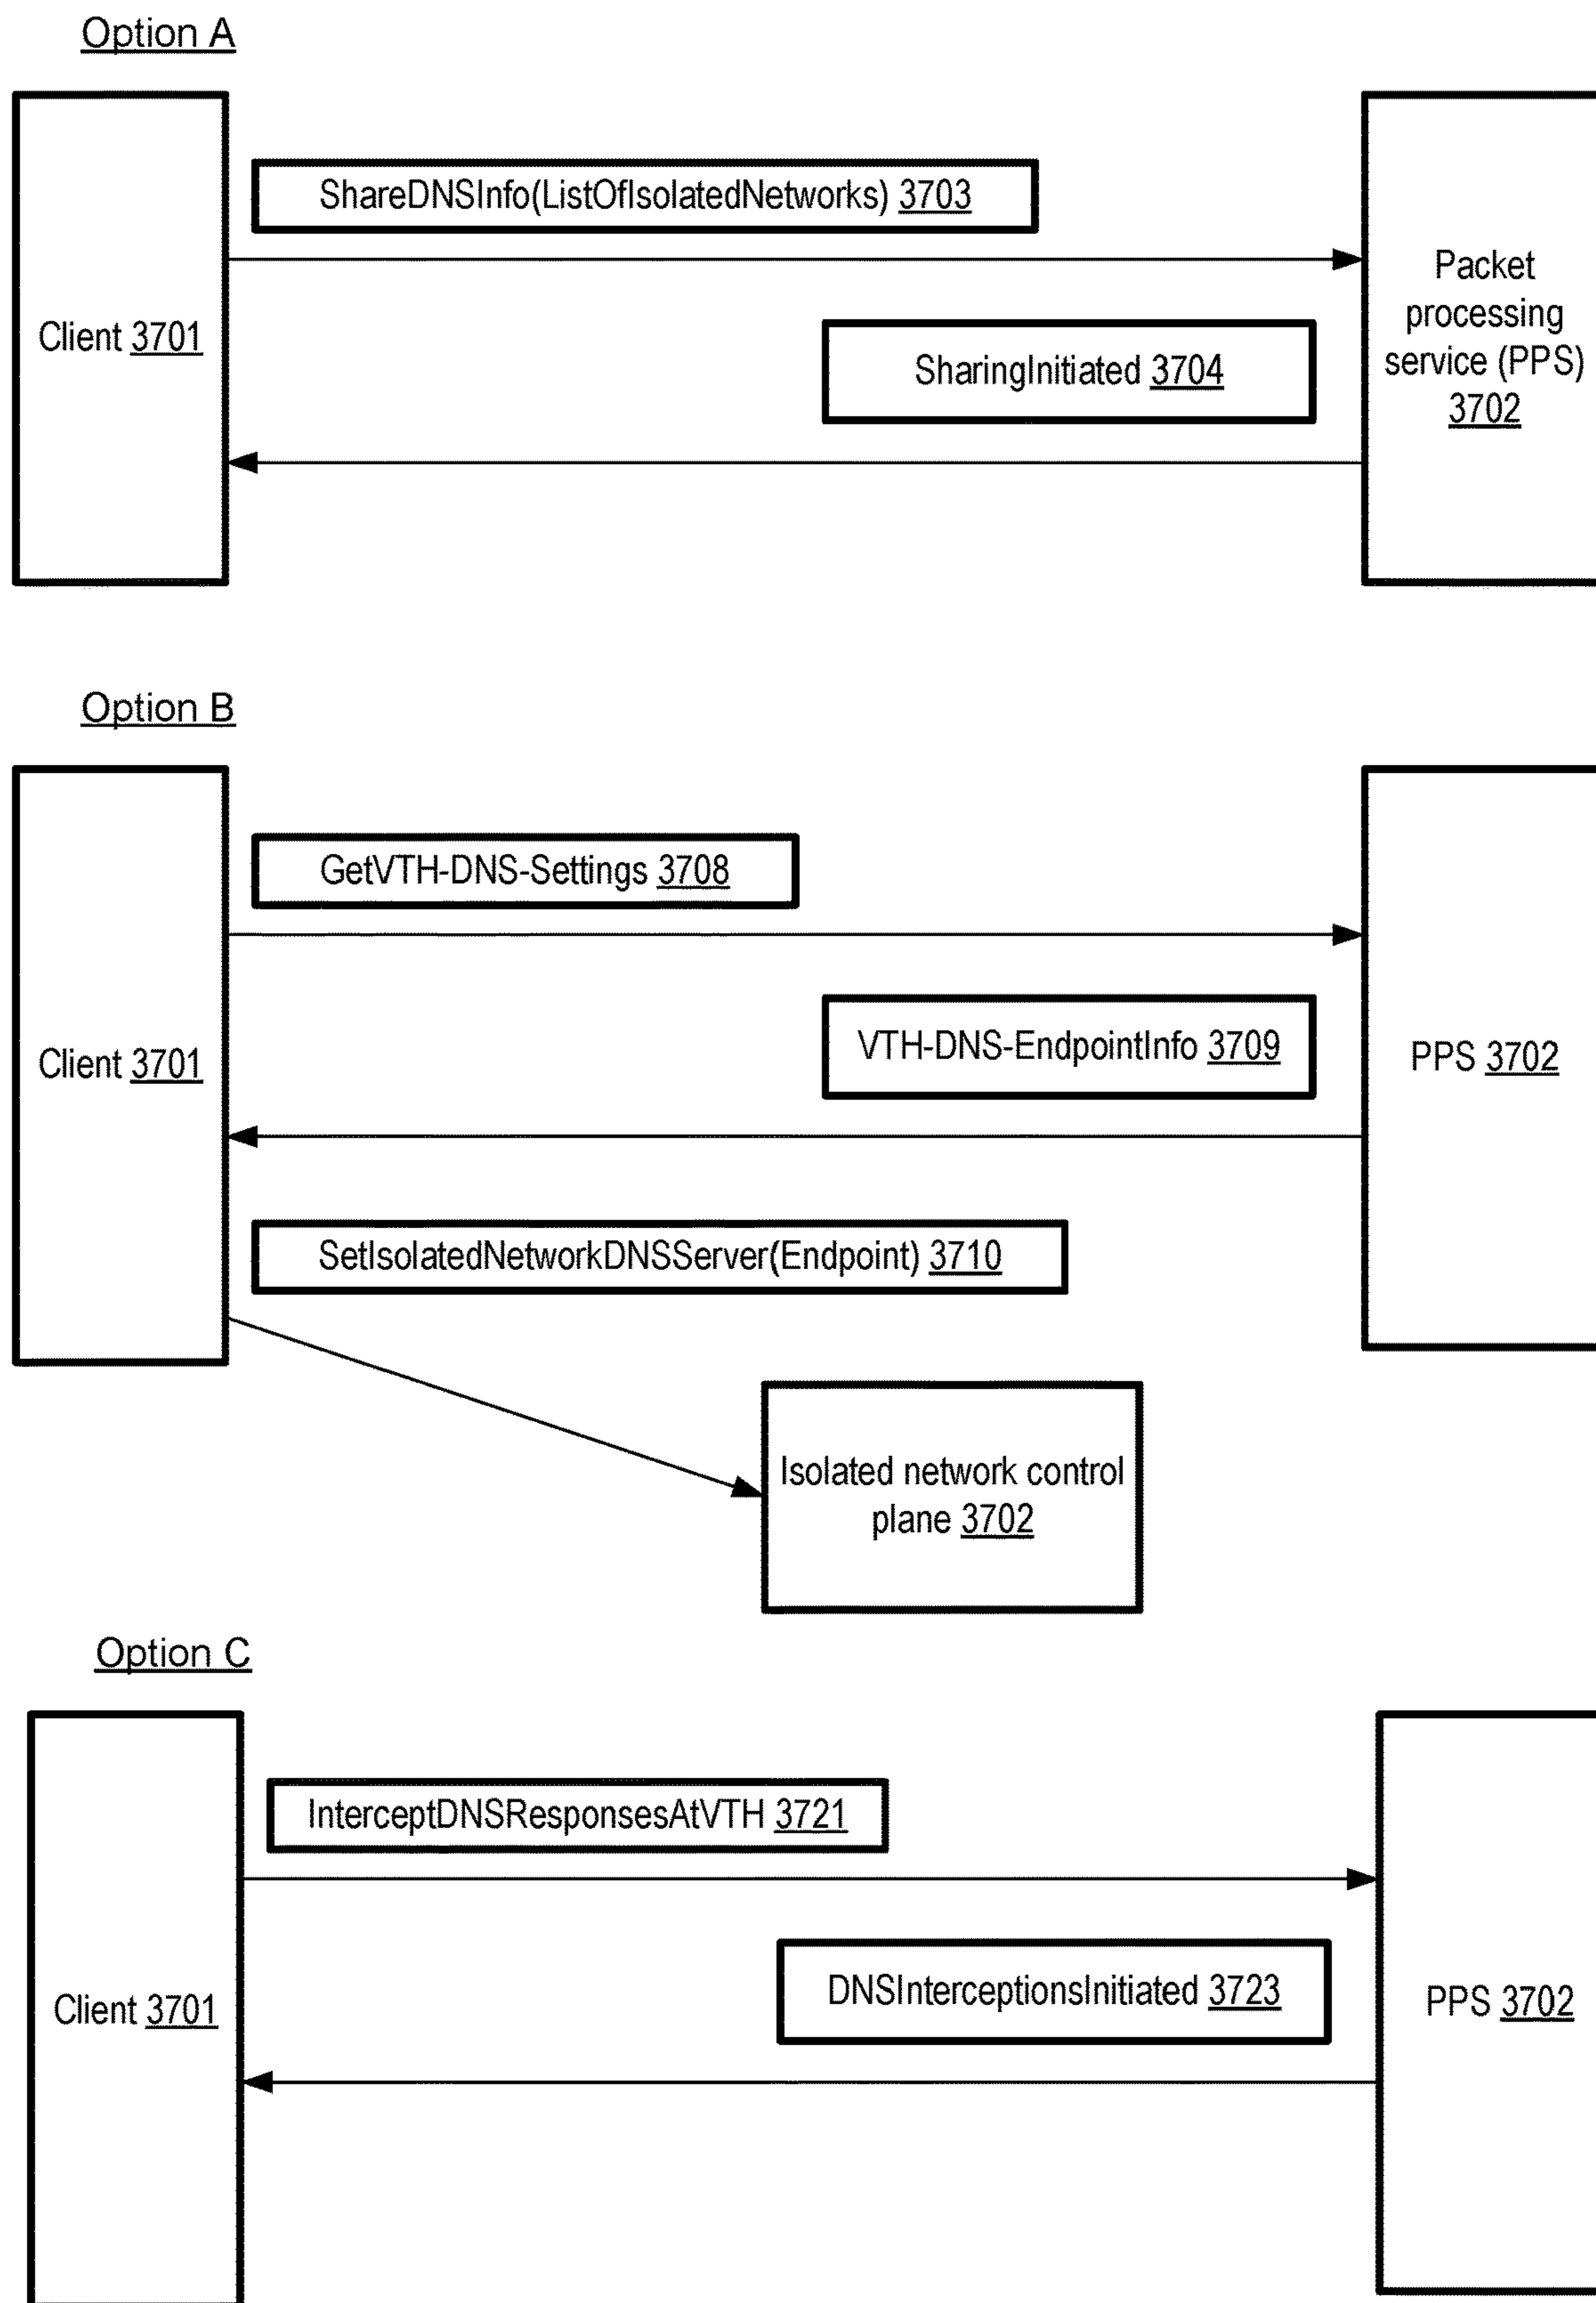 Option A
ShareDNSInfo(ListOfIsolatedNetworks) 3703
Client 3701
Packet
processing
service (PPS)
3702
SharingInitiated 3704
Option B
GetVTH-DNS-Settings 3708
Client 3701
VTH-DNS-EndpointInfo 3709
PPS 3702
SetIsolatedNetworkDNSServer(Endpoint) 3710
Isolated network control
plane 3702
Option C
InterceptDNSResponsesAtVTH 3721
Client 3701
DNSInterceptionsInitiated 3723
PPS 3702